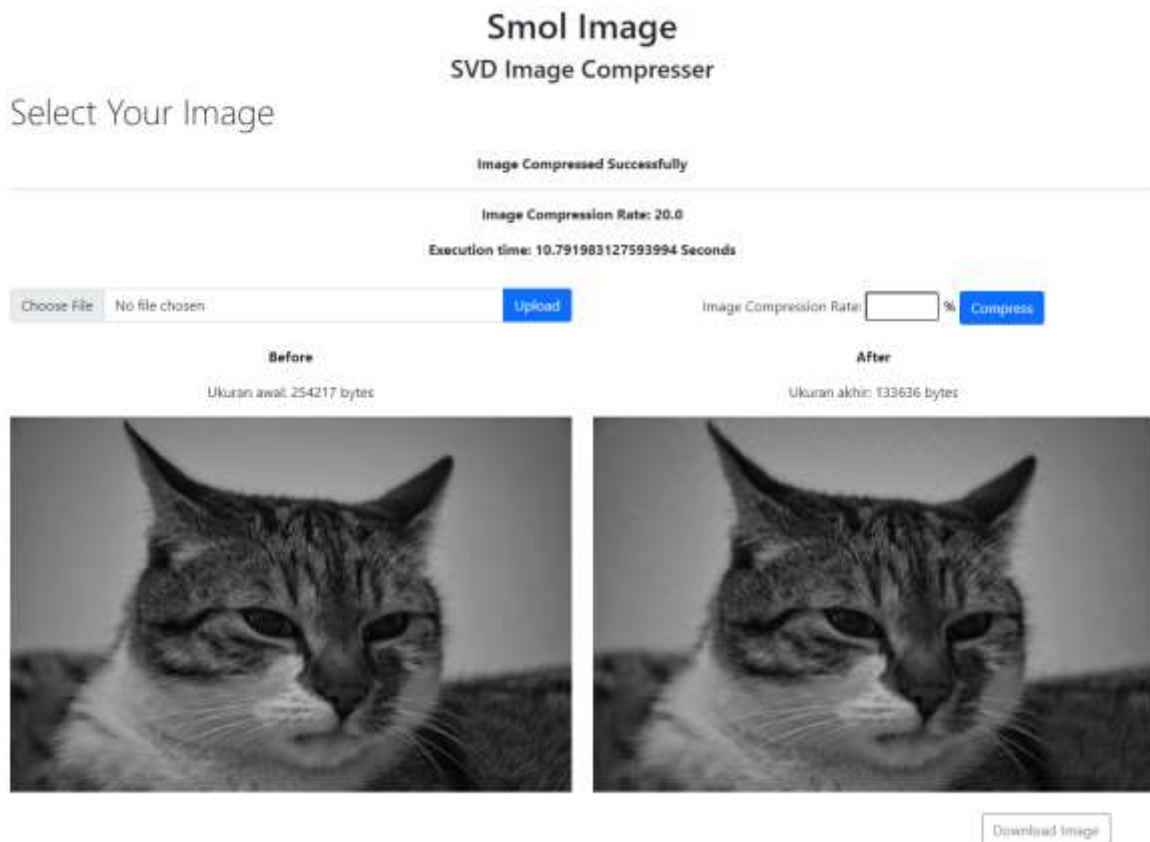 Smol Image
SVD Image Compresser
Select Your Image
Image Compressed Successfully
Image Compression Rate: 20.0
Execution time: 10.791983127593994 Seconds
Choose File No file chosen Upload
Image Compression Rate: % Compress
Before
After
Ukuran awal: 254217 bytes
Ukuran akhir: 133636 bytes
Download Image